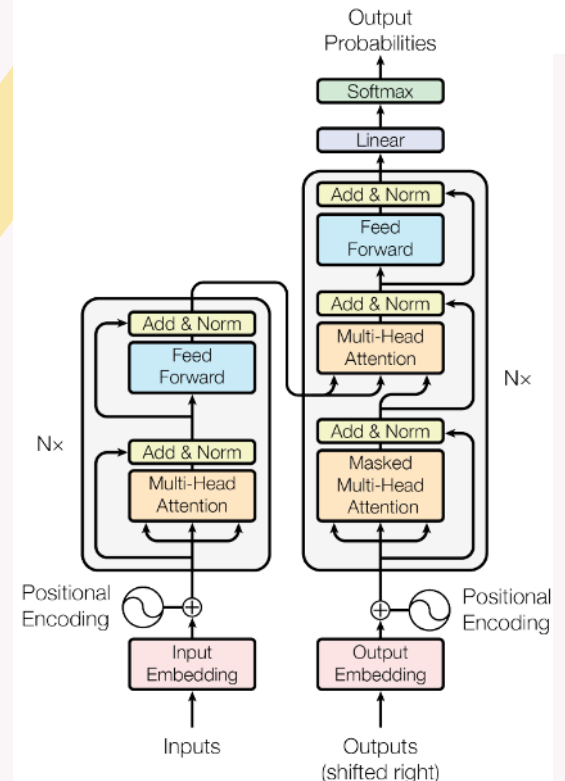 Output
Probabilities
Softmax
Linear
Add & Norm
Feed
Forward
Add & Norm
Multi-Head
Attention
Add & Norm
Masked
Multi-Head
Attention
N×
Positional
Encoding
Output
Embedding
Outputs
(shifted right)
Add & Norm
Feed
Forward
Add & Norm
Multi-Head
Attention
N×
Positional
Encoding
Input
Embedding
Inputs